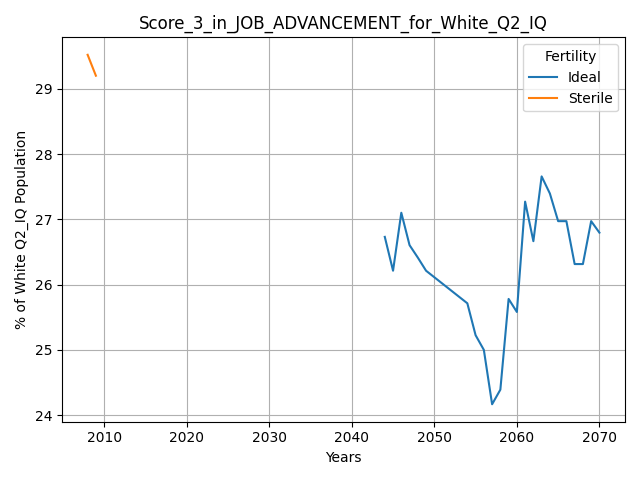 Score_3_in_JOB_ADVANCEMENT_for_White_Q2_IQ
% of White Q2_IQ Population
29
28
27
26
25
24
Fertility
Ideal
Sterile
2010 2020 2030 2040 2050 2060 2070
Years